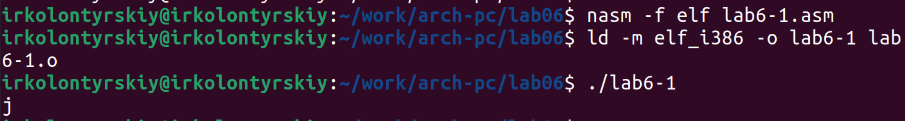 irkolontyrskiy@irkolontyrskiy:~/work/arch-pc/lab06$ nasm -f elf lab6-1.asm
irkolontyrskiy@irkolontyrskiy:~/work/arch-pc/lab06$ ld -m elf_i386 -o lab6-1 lab
6-1.o
irkolontyrskiy@irkolontyrskiy:~/work/arch-pc/lab06$ ./lab6-1
j